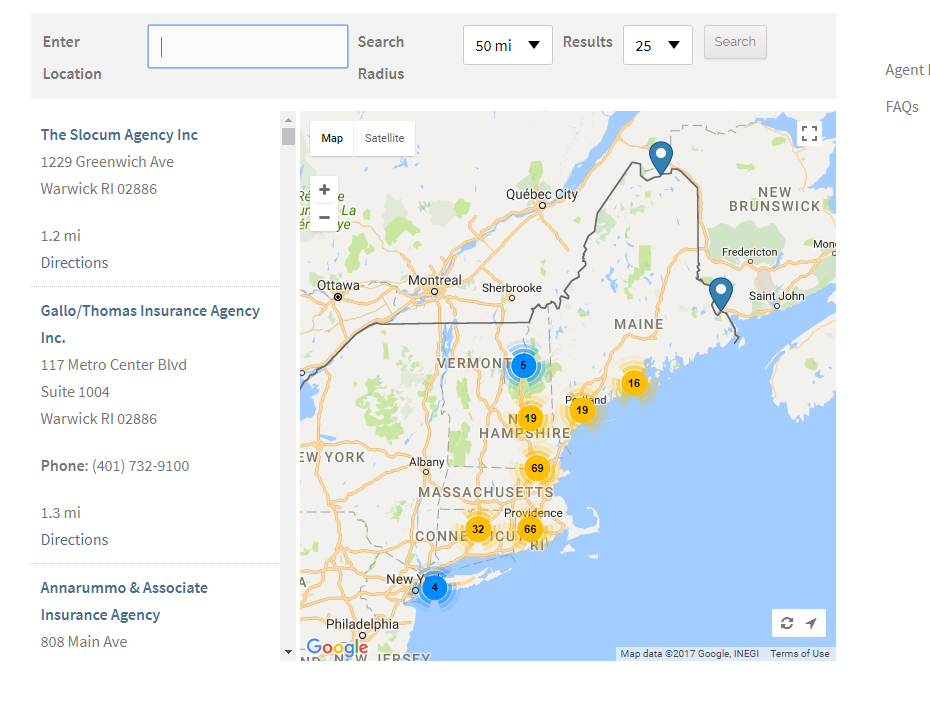 Enter
Location
Search
Radius
50 mi
Results
25
Search
Agent
FAQs
The Slocum Agency Inc
1229 Greenwich Ave
Warwick RI 02886
1.2 mi
Directions
Gallo/Thomas Insurance Agency
Inc.
117 Metro Center Blvd
Suite 1004
Warwick RI 02886
Phone: (401) 732-9100
1.3 mi
Directions
Annarummo & Associate
Insurance Agency
808 Main Ave
Map Satellite
+
−
Québec City
NEW
BRUNSWICK
Fredericton
Ottawa
Montreal
Sherbrooke
Saint John
MAINE
VERMONT
5
16
19
19
NEW YORK
HAMPSHIRE
Albany
69
MASSACHUSETTS
Providence
32
66
RI
4
Philadelphia
NEW JERSEY
Google
Map data ©2017 Google, INEGI
Terms of Use